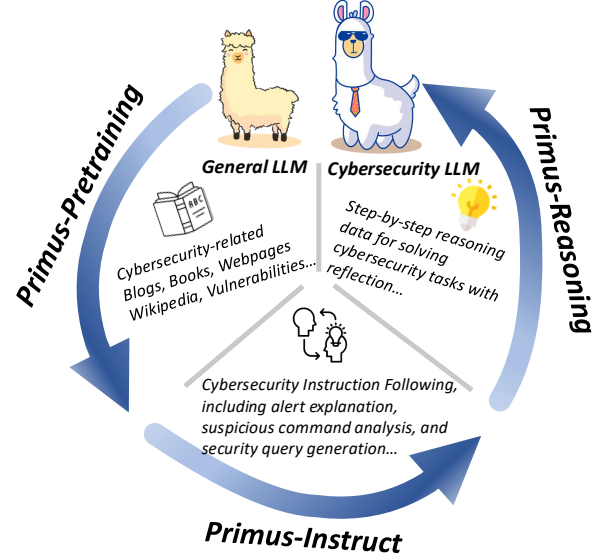 General LLM
Cybersecurity LLM
Primus-Pretraining
ABC
Cybersecurity-related
Blogs, Books, Webpages
Wikipedia, Vulnerabilities...
Step-by-step reasoning
data for solving
cybersecurity tasks with
reflection...
Primus-Reasoning
Cybersecurity Instruction Following,
including alert explanation,
suspicious command analysis, and
security query generation...
Primus-Instruct